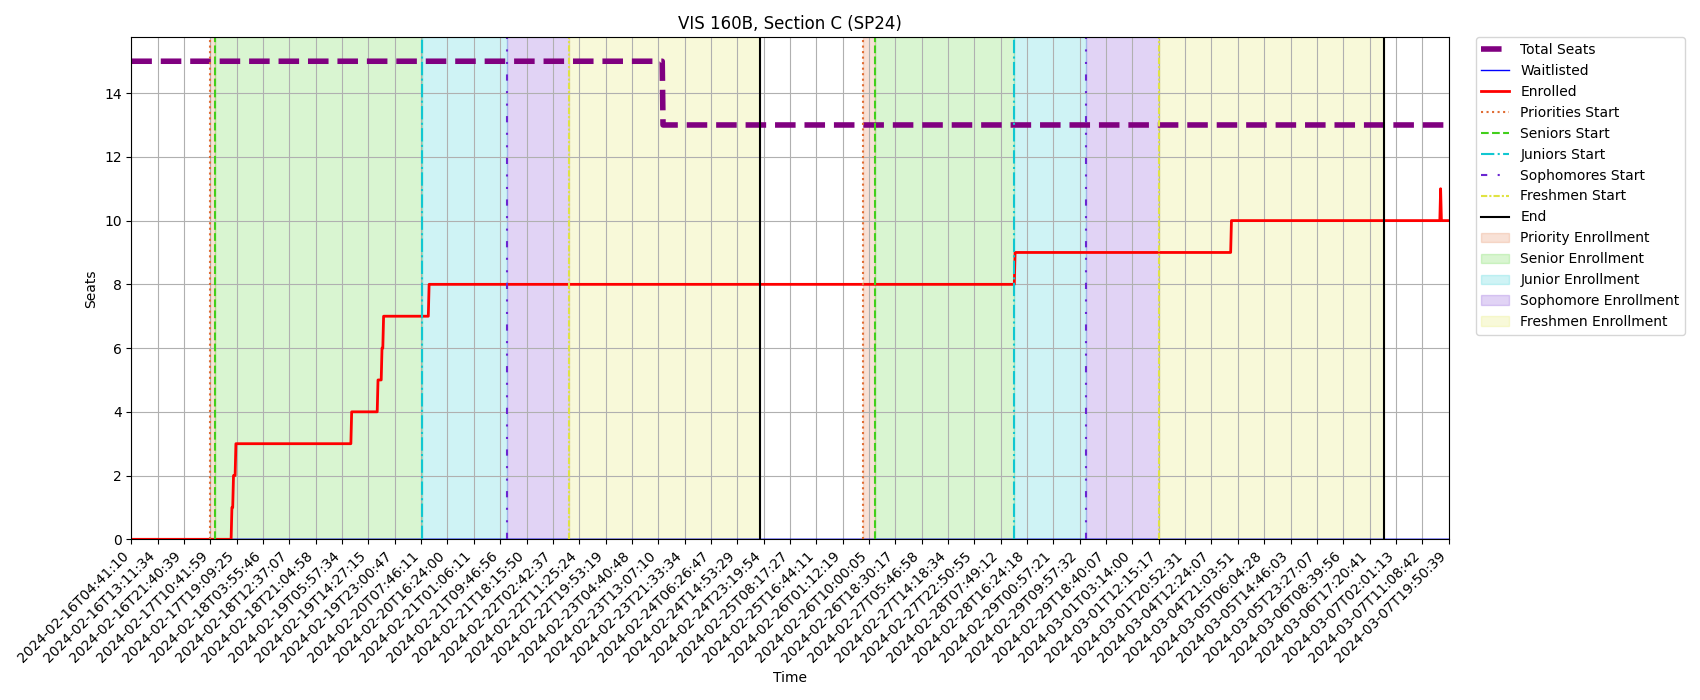 VIS 160B, Section C (SP24)
Seats
14
12
10
8
6
4
2
0
2024-02-16T04:41:10
2024-02-16T13:11:34
2024-02-16T21:40:39
2024-02-17T10:41:59
2024-02-17T19:09:25
2024-02-18T03:55:46
2024-02-18T12:37:07
2024-02-18T21:04:58
2024-02-19T05:57:34
2024-02-19T14:27:15
2024-02-19T23:00:47
2024-02-20T07:46:11
2024-02-20T16:24:00
2024-02-21T01:06:11
2024-02-21T09:46:56
2024-02-21T18:15:50
2024-02-22T02:42:37
2024-02-22T11:25:24
2024-02-22T19:53:19
2024-02-23T04:40:48
2024-02-23T13:07:10
2024-02-23T21:33:34
2024-02-24T06:26:47
2024-02-24T14:53:29
2024-02-24T23:19:54
2024-02-25T08:17:27
2024-02-25T16:44:11
2024-02-26T01:12:19
2024-02-26T10:00:05
2024-02-26T18:30:17
2024-02-27T05:46:58
2024-02-27T14:18:34
2024-02-27T22:50:55
2024-02-28T07:49:12
2024-02-28T16:24:18
2024-02-29T00:57:21
2024-02-29T09:57:32
2024-02-29T18:40:07
2024-03-01T03:14:00
2024-03-01T12:15:17
2024-03-01T20:52:31
2024-03-04T12:24:07
2024-03-04T21:03:51
2024-03-05T06:04:28
2024-03-05T14:46:03
2024-03-05T23:27:07
2024-03-06T08:39:56
2024-03-06T17:20:41
2024-03-07T02:01:13
2024-03-07T11:08:42
2024-03-07T19:50:39
Time
Total Seats
Waitlisted
Enrolled
Priorities Start
Seniors Start
Juniors Start
Sophomores Start
Freshmen Start
End
Priority Enrollment
Senior Enrollment
Junior Enrollment
Sophomore Enrollment
Freshmen Enrollment